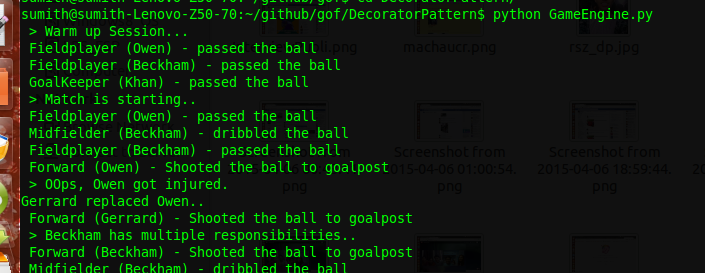 sumith@sumith-Lenovo-Z50-70:~/github/gof/DecoratorPattern$ python GameEngine.py
> Warm up Session...
Fieldplayer (Owen) - passed the ball
Fieldplayer (Beckham) - passed the ball
GoalKeeper (Khan) - passed the ball
> Match is starting..
Fieldplayer (Owen) - passed the ball
Midfielder (Beckham) - dribbled the ball
Fieldplayer (Beckham) - passed the ball
Forward (Owen) - Shooted the ball to goalpost
> OOps, Owen got injured.
Gerrard replaced Owen..
Forward (Gerrard) - Shooted the ball to goalpost
> Beckham has multiple responsibilities..
Forward (Beckham) - Shooted the ball to goalpost
Midfielder (Beckham) - dribbled the ball
machaucr.png
rsz_dp.jpg
Screenshot from
2015-04-06 01:00:54.
png
Screenshot from
2015-04-06 18:59:44.
png